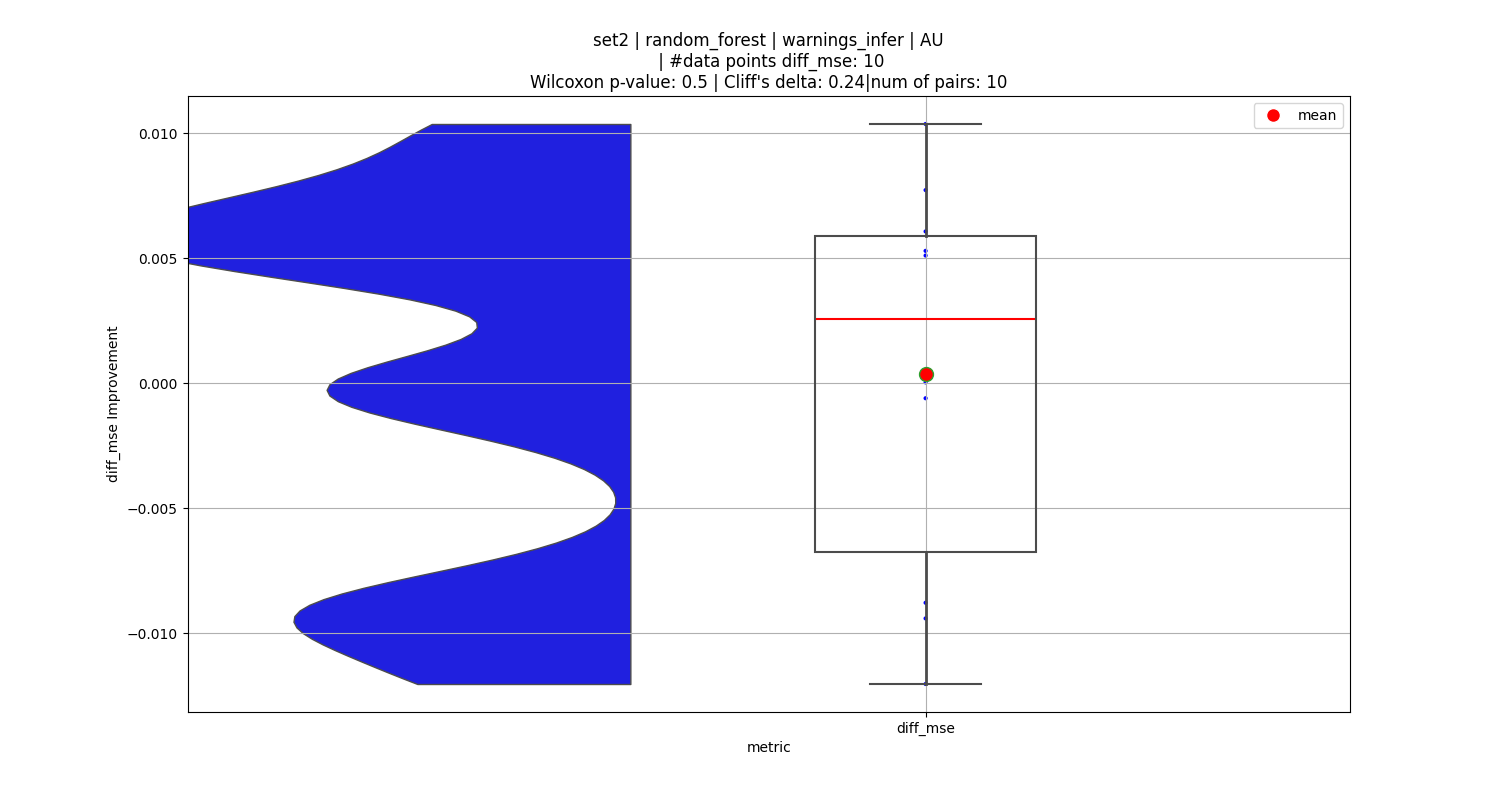 set2 | random_forest | warnings_infer | AU
| #data points diff_mse: 10
Wilcoxon p-value: 0.5 | Cliff's delta: 0.24|num of pairs: 10
mean
0.010
0.005
0.000
−0.005
−0.010
diff_mse Improvement
diff_mse
metric